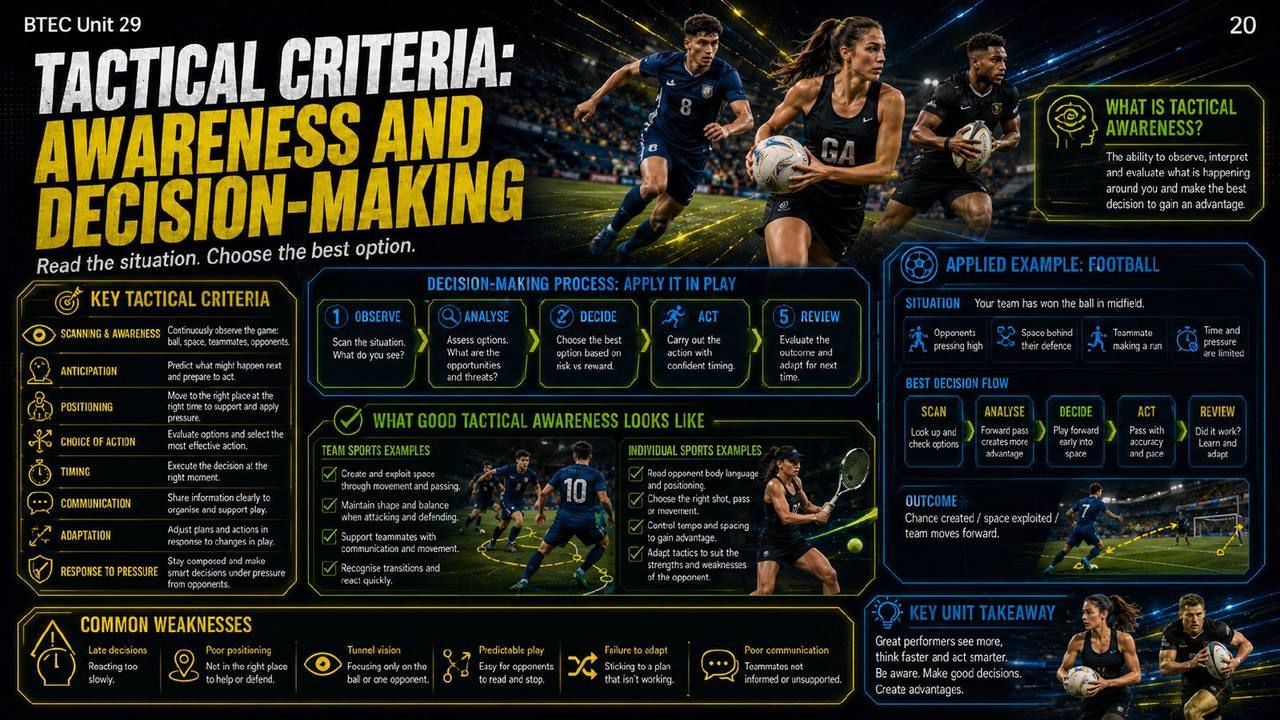 BTEC Unit 29
20
TACTICAL CRITERIA:
AWARENESS AND
DECISION-MAKING
Read the situation. Choose the best option.
8
8
GA
WHAT IS TACTICAL
AWARENESS?
The ability to observe, interpret
and evaluate what is happening
around you and make the best
decision to gain an advantage.
KEY TACTICAL CRITERIA
SCANNING & AWARENESS
Continuously observe the game:
ball, space, teammates, opponents.
ANTICIPATION
Predict what might happen next
and prepare to act.
POSITIONING
Move to the right place at the
right time to support and apply
pressure.
CHOICE OF ACTION
Evaluate options and select the
most effective action.
TIMING
Execute the decision at the
right moment.
COMMUNICATION
Share information clearly to
organise and support play.
ADAPTATION
Adjust plans and actions in
response to changes in play.
RESPONSE TO PRESSURE
Stay composed and make
smart decisions under pressure
from opponents.
DECISION-MAKING PROCESS: APPLY IT IN PLAY
1 OBSERVE
Scan the situation.
What do you see?
ANALYSE
Assess options.
What are the
opportunities
and threats?
2 DECIDE
Choose the best
option based on
risk vs reward.
ACT
Carry out the
action with
confident timing.
5 REVIEW
Evaluate the
outcome and
adapt for next
time.
WHAT GOOD TACTICAL AWARENESS LOOKS LIKE
TEAM SPORTS EXAMPLES
Create and exploit space
through movement and passing.
Maintain shape and balance
when attacking and defending.
Support teammates with
communication and movement.
Recognise transitions and
react quickly.
10
INDIVIDUAL SPORTS EXAMPLES
Read opponent body language
and positioning.
Choose the right shot, pass
or movement.
Control tempo and spacing
to gain advantage.
Adapt tactics to suit the
strengths and weaknesses
of the opponent.
APPLIED EXAMPLE: FOOTBALL
SITUATION Your team has won the ball in midfield.
Opponents
pressing high
Space behind
their defence
Teammate
making a run
Time and
pressure
are limited
BEST DECISION FLOW
SCAN
Look up and
check options
ANALYSE
Forward pass
creates more
advantage
DECIDE
Play forward
early into
space
ACT
Pass with
accuracy
and pace
REVIEW
Did it work?
Learn and
adapt
OUTCOME
Chance created / space exploited /
team moves forward.
7
COMMON WEAKNESSES
Late decisions
Reacting too
slowly.
Poor positioning
Not in the right place
to help or defend.
Tunnel vision
Focusing only on the
ball or one opponent.
Predictable play
Easy for opponents
to read and stop.
Failure to adapt
Sticking to a plan
that isn't working.
Poor communication
Teammates not
informed or unsupported.
KEY UNIT TAKEAWAY
Great performers see more,
think faster and act smarter.
Be aware. Make good decisions.
Create advantages.